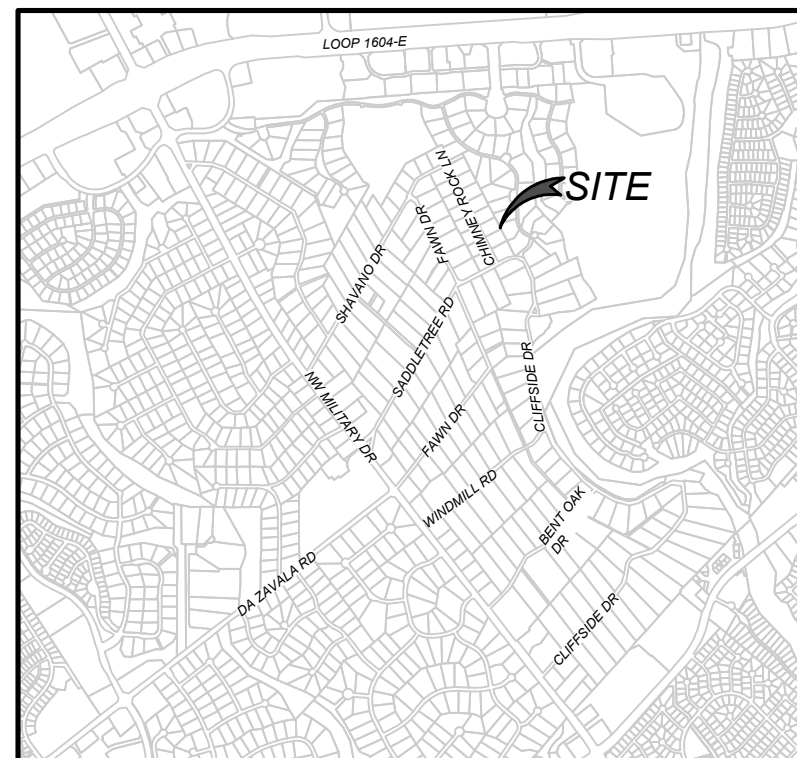 LOOP 1604-E
SITE
CHIMNEY ROCK LN
FAWN DR
SHAVANO DR
SADDLETREE RD
CLIFFSIDE DR
NW MILITARY DR
FAWN DR
WINDMILL RD
BENT OAK
DR
DA ZAVALA RD
CLIFFSIDE DR